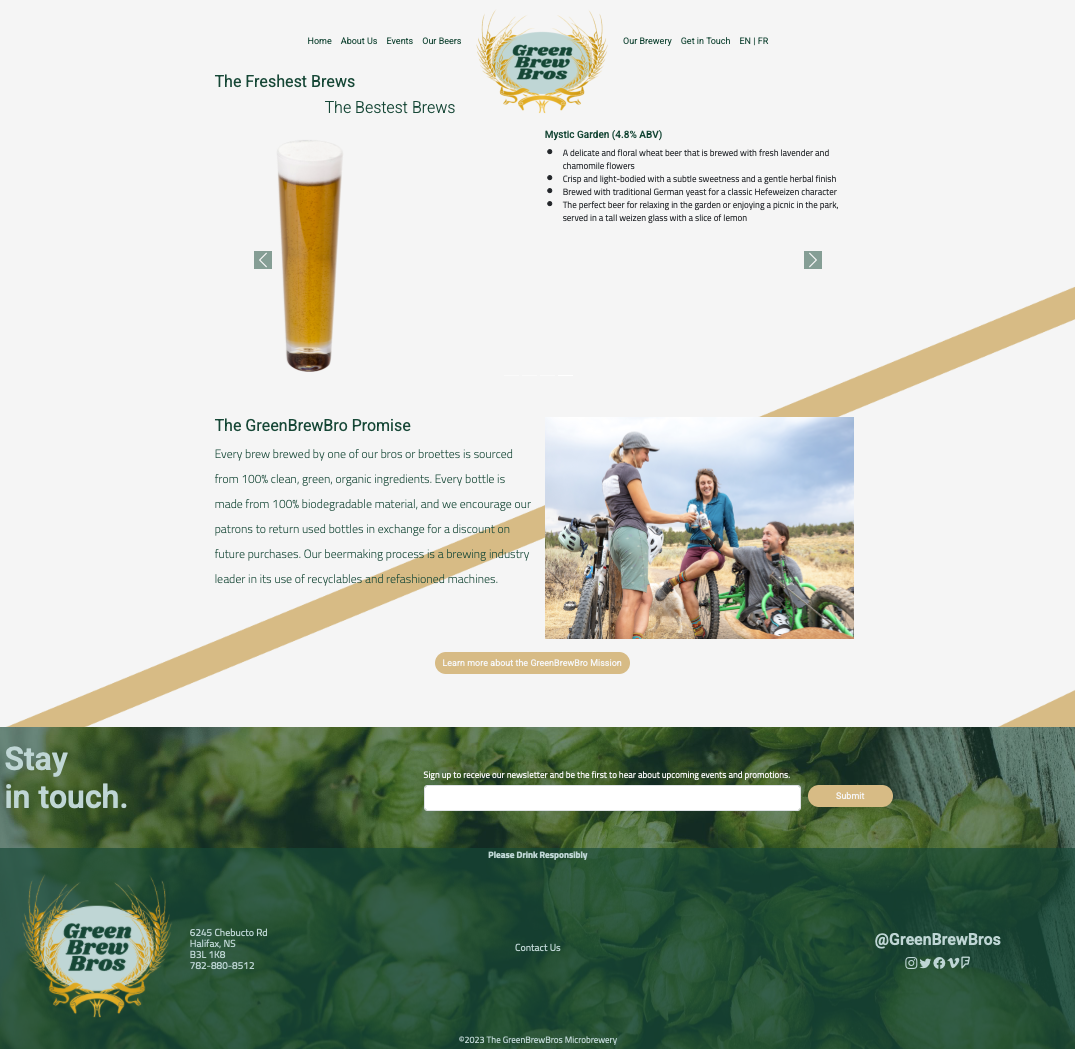 Home About Us Events Our Beers
Green
Brew
Bros
Our Brewery Get in Touch EN | FR
The Freshest Brews
The Bestest Brews
Mystic Garden (4.8% ABV)
A delicate and floral wheat beer that is brewed with fresh lavender and
chamomile flowers
Crisp and light-bodied with a subtle sweetness and a gentle herbal finish
Brewed with traditional German yeast for a classic Hefeweizen character
The perfect beer for relaxing in the garden or enjoying a picnic in the park,
served in a tall weizen glass with a slice of lemon
The GreenBrewBro Promise
Every brew brewed by one of our bros or broettes is sourced
from 100% clean, green, organic ingredients. Every bottle is
made from 100% biodegradable material, and we encourage our
patrons to return used bottles in exchange for a discount on
future purchases. Our beermaking process is a brewing industry
leader in its use of recyclables and refashioned machines.
Learn more about the GreenBrewBro Mission
Stay
in touch.
Sign up to receive our newsletter and be the first to hear about upcoming events and promotions.
Submit
Please Drink Responsibly
Green
Brew
Bros
6245 Chebucto Rd
Halifax, NS
B3L 1K8
782-880-8512
Contact Us
@GreenBrewBros
©2023 The GreenBrewBros Microbrewery